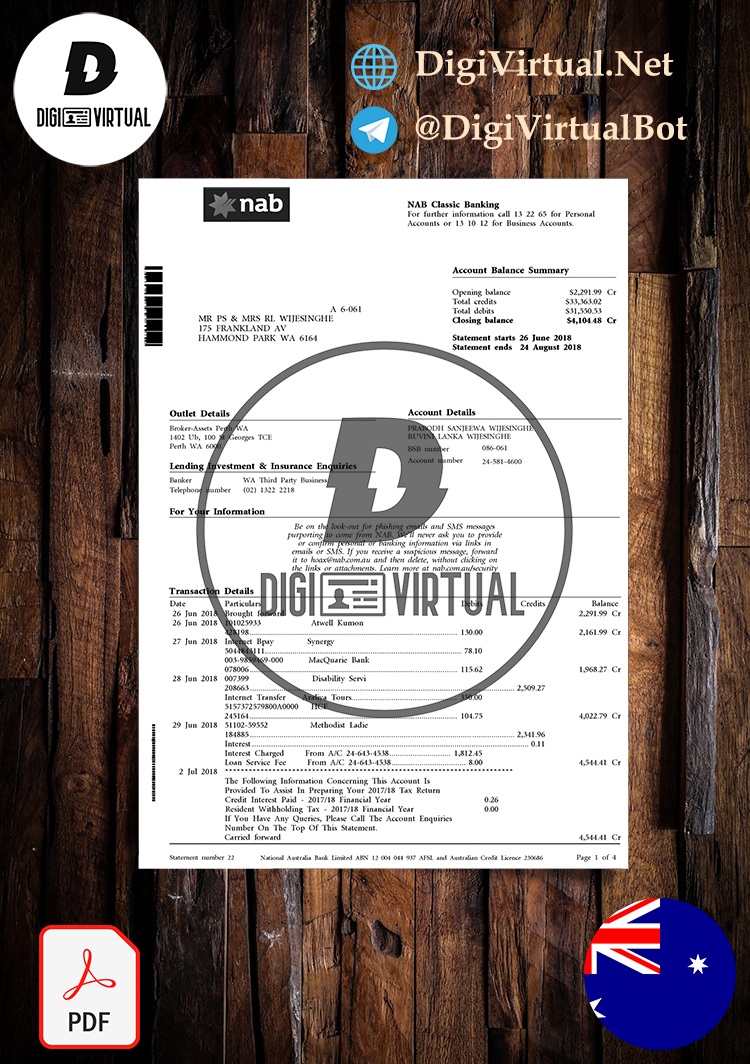 D
DIGI VIRTUAL
DigiVirtual.Net
@DigiVirtualBot
nab
NAB Classic Banking
For further information call 13 22 65 for Personal
Accounts or 13 10 12 for Business Accounts.
Account Balance Summary
Opening balance $2,291.99 Cr
Total credits $33,363.02
Total debits $31,550.53
Closing balance $4,104.48 Cr
Statement starts 26 June 2018
Statement ends 24 August 2018
A 6-061
MR PS & MRS RL WIJESINGHE
175 FRANKLAND AV
HAMMOND PARK WA 6164
Outlet Details
Broker-Assets Perth WA
1402 Ub, 100 St Georges TCE
Perth WA 6000
Account Details
PRABODH SANJEEWA WIJESINGHE
RUVINI LANKA WIJESINGHE
BSB number 086-061
Account number 24-581-4600
Lending Investment & Insurance Enquiries
Banker WA Third Party Business
Telephone number (02) 1322 2218
For Your Information
Be on the look-out for phishing emails and SMS messages
purporting to come from NAB. We'll never ask you to provide
or confirm personal or banking information via links in
emails or SMS. If you receive a suspicious message, forward
it to hoax@nab.com.au and then delete, without clicking on
the links or attachments. Learn more at nab.com.au/security
D
DIGI VIRTUAL
Transaction Details
Date Particulars Debits Credits Balance
26 Jun 2018 Brought forward 2,291.99 Cr
26 Jun 2018 101025933 Atwell Kumon
428198 130.00 2,161.99 Cr
27 Jun 2018 Internet Bpay Synergy
5044843111 78.10
003-9859469-000 MacQuarie Bank
078006 115.62 1,968.27 Cr
28 Jun 2018 007399 Disability Servi
208663 2,509.27
Internet Transfer Araliya Tours 350.00
5157372579800A0000 HCF
245164 104.75 4,022.79 Cr
29 Jun 2018 51102-59552 Methodist Ladie
184885 2,341.96
Interest 0.11
Interest Charged From A/C 24-643-4538 1,812.45
Loan Service Fee From A/C 24-643-4538 8.00 4,544.41 Cr
2 Jul 2018
The Following Information Concerning This Account Is
Provided To Assist In Preparing Your 2017/18 Tax Return
Credit Interest Paid - 2017/18 Financial Year 0.26
Resident Withholding Tax - 2017/18 Financial Year 0.00
If You Have Any Queries, Please Call The Account Enquiries
Number On The Top Of This Statement.
Carried forward 4,544.41 Cr
Statement number 22 National Australia Bank Limited ABN 12 004 044 937 AFSL and Australian Credit Licence 230686 Page 1 of 4
PDF